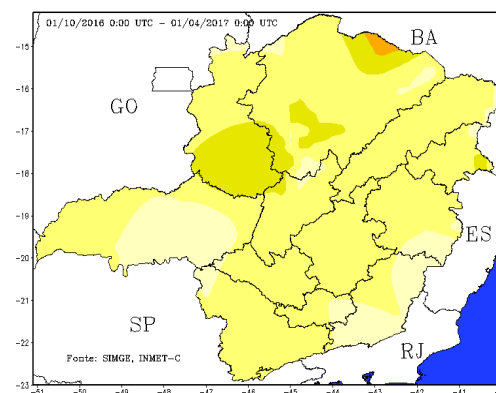 01/10/2016 0:00 UTC - 01/04/2017 0:00 UTC
BA
-15
GO
-16
-17
-18
-19
ES
-20
-21
SP
RJ
-22
Fonte: SIMGE, INMET-C
-23
-51 -50 -49 -48 -47 -46 -45 -44 -43 -42 -41